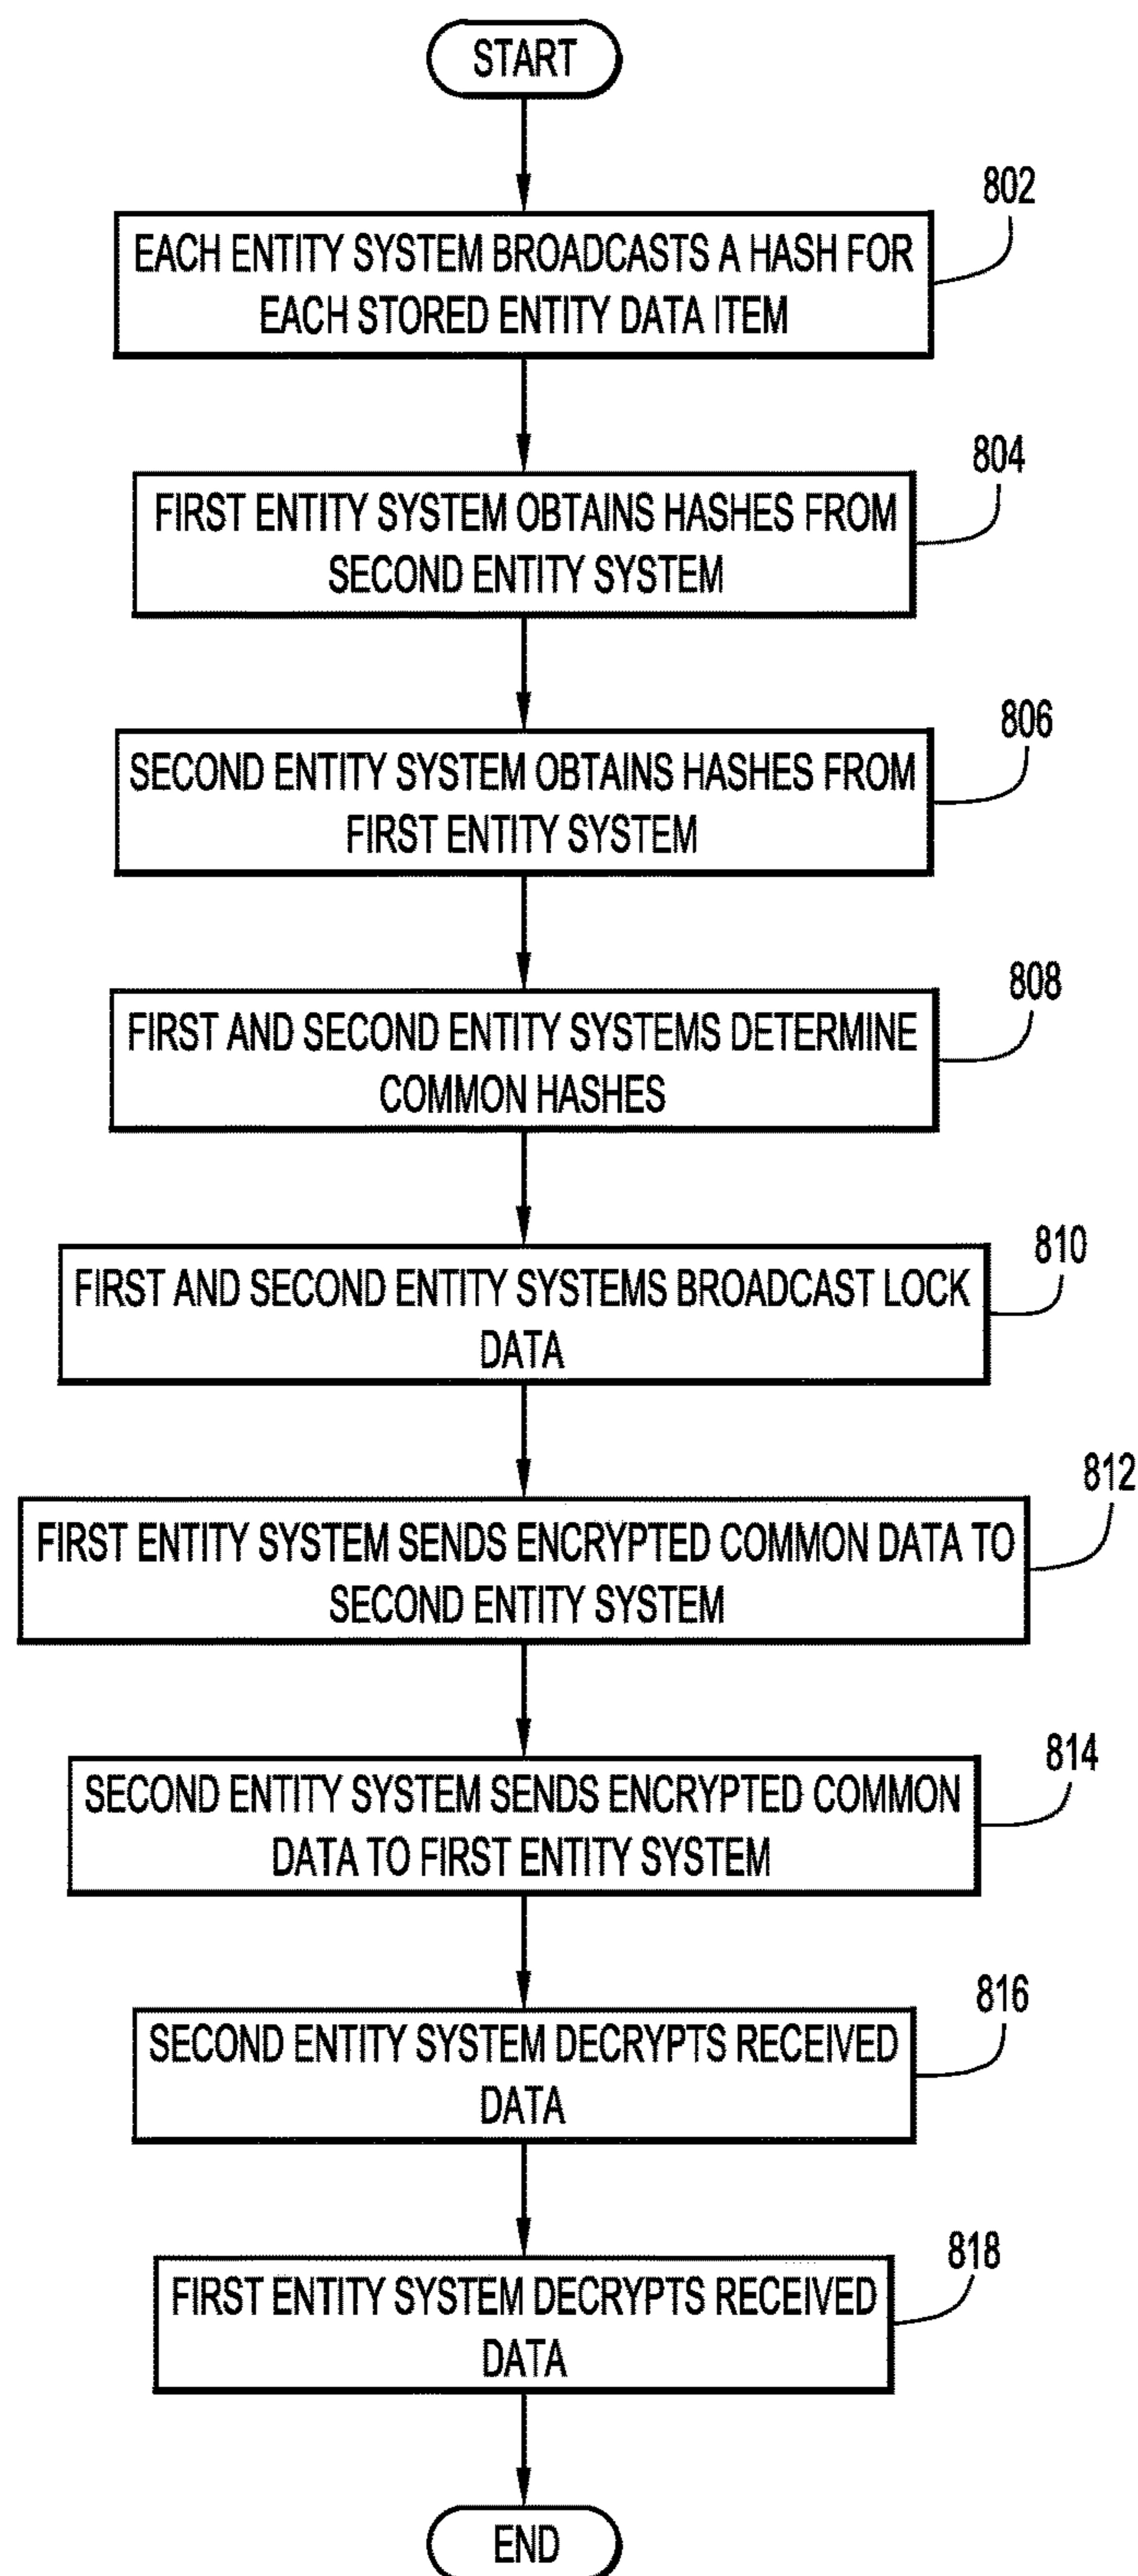 START
802
EACH ENTITY SYSTEM BROADCASTS A HASH FOR
EACH STORED ENTITY DATA ITEM
804
FIRST ENTITY SYSTEM OBTAINS HASHES FROM
SECOND ENTITY SYSTEM
806
SECOND ENTITY SYSTEM OBTAINS HASHES FROM
FIRST ENTITY SYSTEM
808
FIRST AND SECOND ENTITY SYSTEMS DETERMINE
COMMON HASHES
810
FIRST AND SECOND ENTITY SYSTEMS BROADCAST LOCK
DATA
812
FIRST ENTITY SYSTEM SENDS ENCRYPTED COMMON DATA TO
SECOND ENTITY SYSTEM
814
SECOND ENTITY SYSTEM SENDS ENCRYPTED COMMON
DATA TO FIRST ENTITY SYSTEM
816
SECOND ENTITY SYSTEM DECRYPTS RECEIVED
DATA
818
FIRST ENTITY SYSTEM DECRYPTS RECEIVED
DATA
END